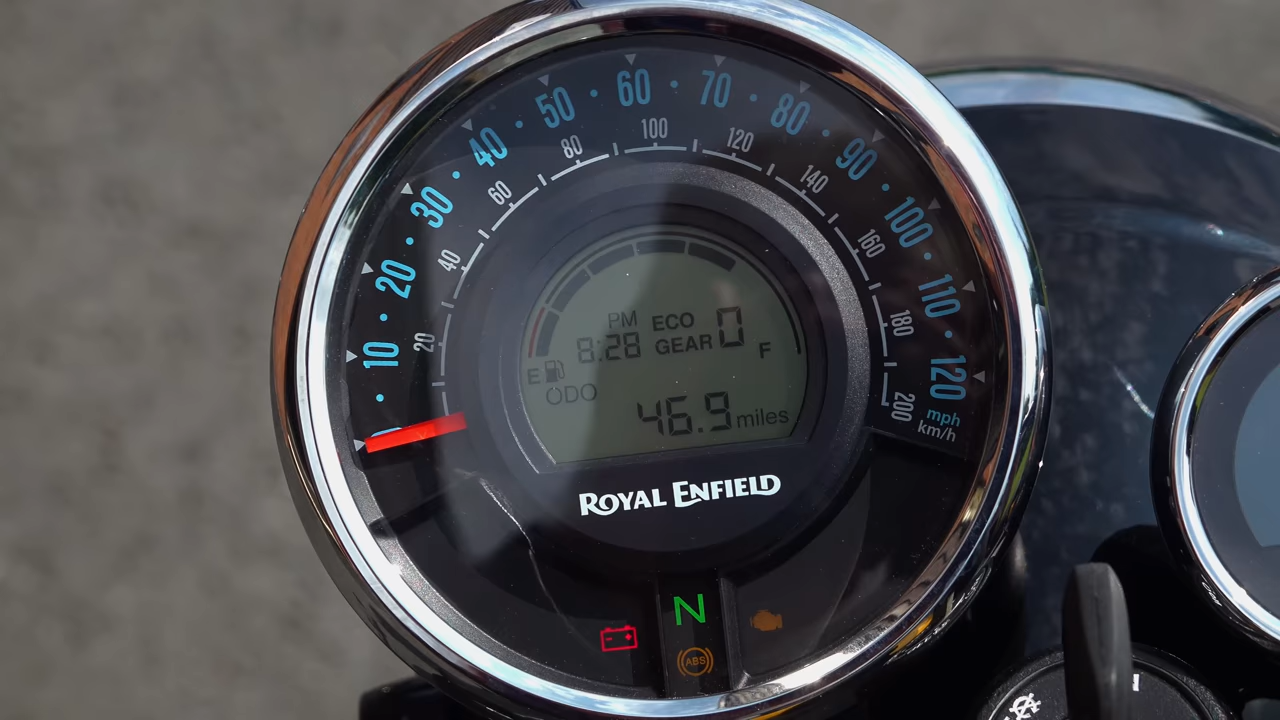 10 20 30 40 50 60 70 80 90 100 110 120
mph
20 40 60 80 100 120 140 160 180 200
km/h
PM ECO
8:28 GEAR 0
E F
ODO
46.9 miles
ROYAL ENFIELD
N
ABS